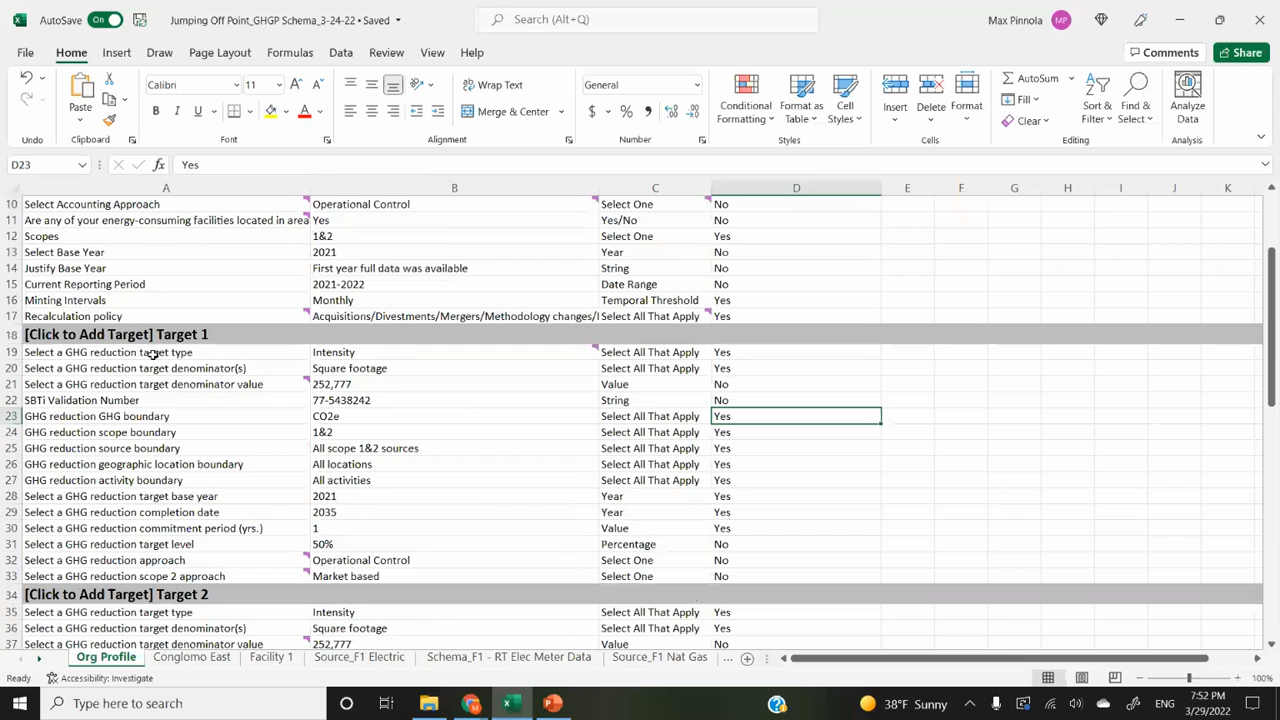 AutoSave On Jumping Off Point_GHGP Schema_3-24-22 • Saved Search (Alt+Q) Max Pinnola MP
File Home Insert Draw Page Layout Formulas Data Review View Help Comments Share
Calibri 11 Wrap Text General AutoSum
Paste B I U Merge & Center $ % Conditional Formatting Format as Table Cell Styles Insert Delete Format Fill Clear Sort & Filter Find & Select Analyze Data
Undo Clipboard Font Alignment Number Styles Cells Editing Analysis
D23 fx Yes
A B C D E F G H I J K
10 Select Accounting Approach Operational Control Select One No
11 Are any of your energy-consuming facilities located in area Yes Yes/No No
12 Scopes 1&2 Select One Yes
13 Select Base Year 2021 Year No
14 Justify Base Year First year full data was available String No
15 Current Reporting Period 2021-2022 Date Range No
16 Minting Intervals Monthly Temporal Threshold Yes
17 Recalculation policy Acquisitions/Divestments/Mergers/Methodology changes/I Select All That Apply Yes
18 [Click to Add Target] Target 1
19 Select a GHG reduction target type Intensity Select All That Apply Yes
20 Select a GHG reduction target denominator(s) Square footage Select All That Apply Yes
21 Select a GHG reduction target denominator value 252,777 Value No
22 SBTi Validation Number 77-5438242 String No
23 GHG reduction GHG boundary CO2e Select All That Apply Yes
24 GHG reduction scope boundary 1&2 Select All That Apply Yes
25 GHG reduction source boundary All scope 1&2 sources Select All That Apply Yes
26 GHG reduction geographic location boundary All locations Select All That Apply Yes
27 GHG reduction activity boundary All activities Select All That Apply Yes
28 Select a GHG reduction target base year 2021 Year Yes
29 Select a GHG reduction completion date 2035 Year Yes
30 Select a GHG reduction commitment period (yrs.) 1 Value Yes
31 Select a GHG reduction target level 50% Percentage No
32 Select a GHG reduction approach Operational Control Select One No
33 Select a GHG reduction scope 2 approach Market based Select One No
34 [Click to Add Target] Target 2
35 Select a GHG reduction target type Intensity Select All That Apply Yes
36 Select a GHG reduction target denominator(s) Square footage Select All That Apply Yes
37 Select a GHG reduction target denominator value 252,777 Value No
Org Profile Conglomo East Facility 1 Source_F1 Electric Schema_F1 - RT Elec Meter Data Source_F1 Nat Gas ...
Ready Accessibility: Investigate 100%
Type here to search 38°F Sunny ENG 7:52 PM 3/29/2022